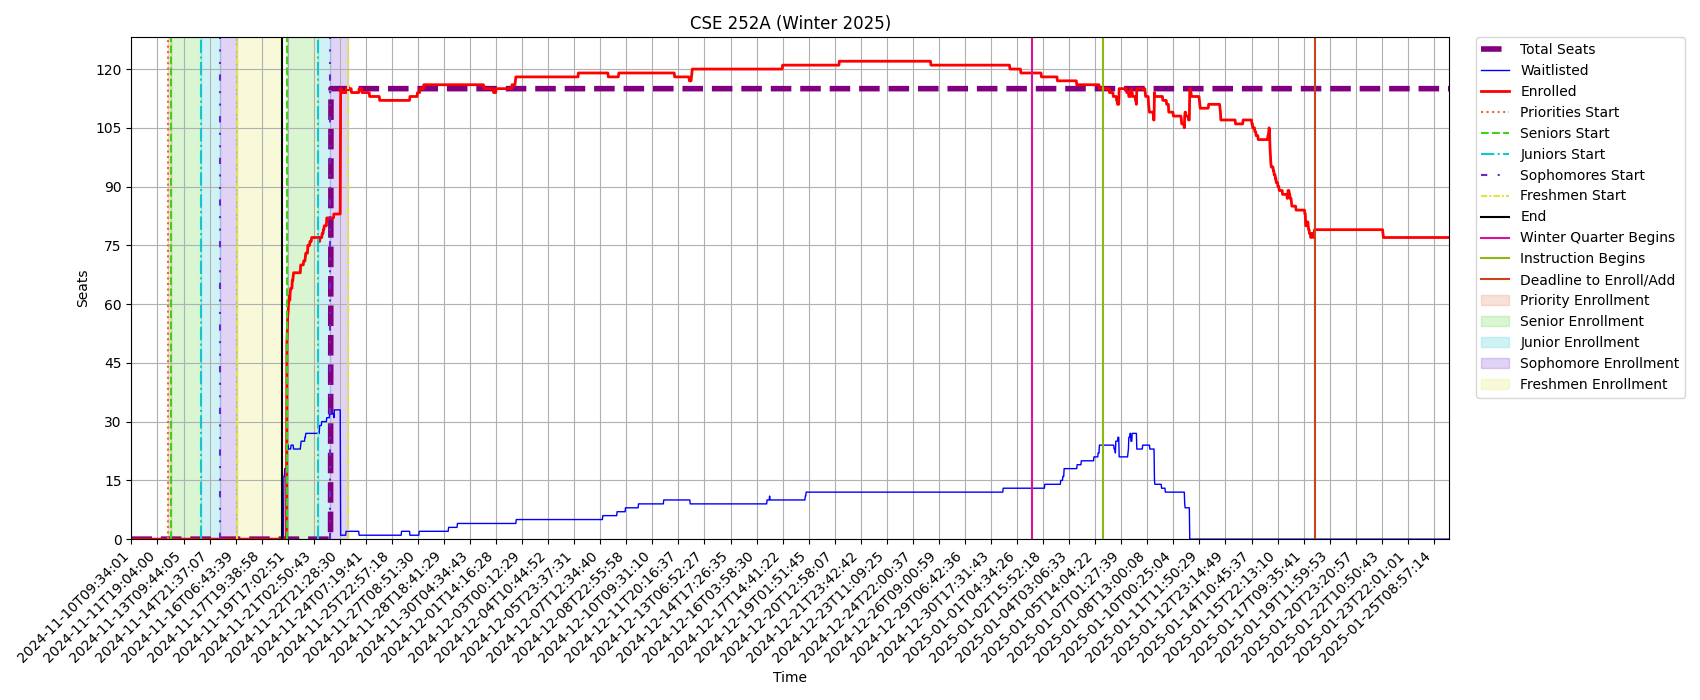 CSE 252A (Winter 2025)
Seats
120
105
90
75
60
45
30
15
0
2024-11-10T09:34:01
2024-11-11T19:04:00
2024-11-13T09:44:05
2024-11-14T21:37:07
2024-11-16T06:43:39
2024-11-17T19:38:58
2024-11-19T17:02:51
2024-11-21T02:50:43
2024-11-22T21:28:30
2024-11-24T07:19:41
2024-11-25T22:57:18
2024-11-27T08:51:30
2024-11-28T18:41:29
2024-11-30T04:34:43
2024-12-01T14:16:28
2024-12-03T00:12:29
2024-12-04T10:44:52
2024-12-05T23:37:31
2024-12-07T12:34:40
2024-12-08T22:55:58
2024-12-10T09:31:10
2024-12-11T20:16:37
2024-12-13T06:52:27
2024-12-14T17:26:35
2024-12-16T03:58:30
2024-12-17T14:41:22
2024-12-19T01:51:45
2024-12-20T12:58:07
2024-12-21T23:42:42
2024-12-23T11:09:25
2024-12-24T22:00:37
2024-12-26T09:00:59
2024-12-29T06:42:36
2024-12-30T17:31:43
2025-01-01T04:34:26
2025-01-02T15:52:18
2025-01-04T03:06:33
2025-01-05T14:04:22
2025-01-07T01:27:39
2025-01-08T13:00:08
2025-01-10T00:25:04
2025-01-11T11:50:29
2025-01-12T23:14:49
2025-01-14T10:45:37
2025-01-15T22:13:10
2025-01-17T09:35:41
2025-01-19T11:59:53
2025-01-20T23:20:57
2025-01-22T10:50:43
2025-01-23T22:01:01
2025-01-25T08:57:14
Time
Total Seats
Waitlisted
Enrolled
Priorities Start
Seniors Start
Juniors Start
Sophomores Start
Freshmen Start
End
Winter Quarter Begins
Instruction Begins
Deadline to Enroll/Add
Priority Enrollment
Senior Enrollment
Junior Enrollment
Sophomore Enrollment
Freshmen Enrollment